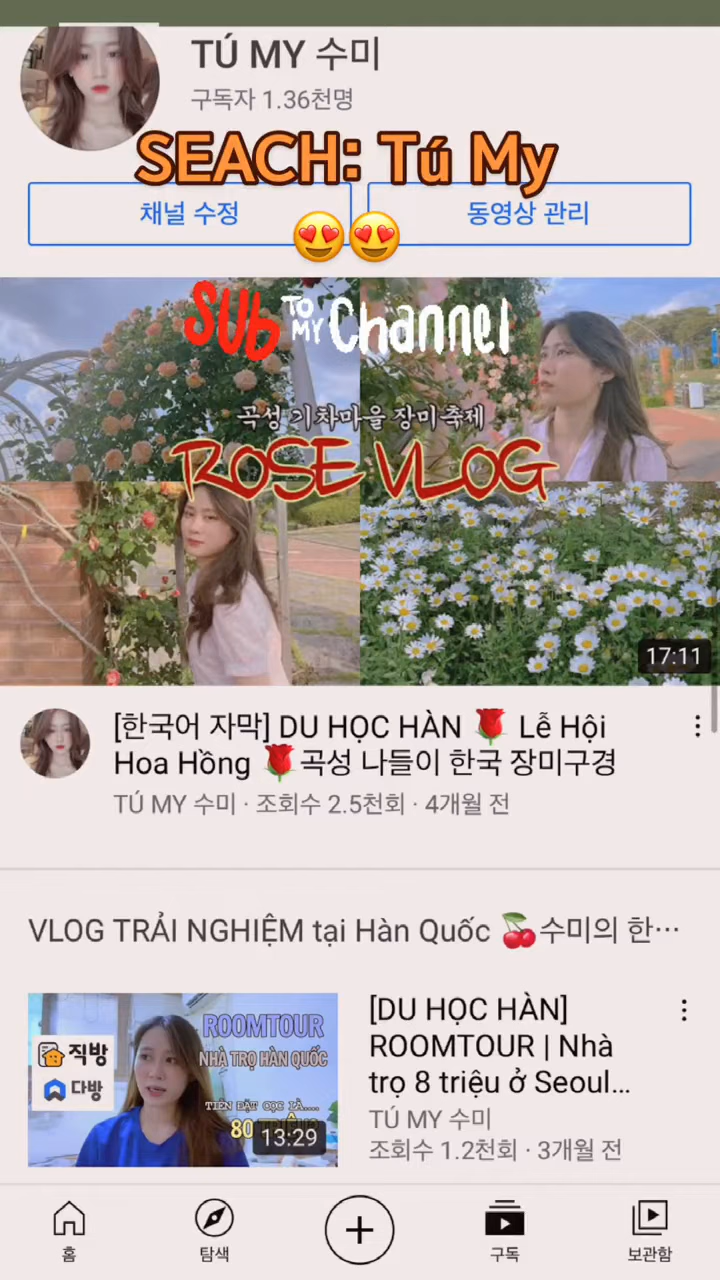 TÚ MY 수미
구독자 1.36천명
SEACH: Tú My
채널 수정
동영상 관리
SUb TO MY Channel
곡성 기차마을 장미축제
ROSE VLOG
17:11
[한국어 자막] DU HỌC HÀN 🌹 Lễ Hội
Hoa Hồng 🌹곡성 나들이 한국 장미구경
TÚ MY 수미 · 조회수 2.5천회 · 4개월 전
VLOG TRẢI NGHIỆM tại Hàn Quốc 🍒수미의 한…
직방
다방
ROOMTOUR
NHÀ TRỌ HÀN QUỐC
TIỀN ĐẶT CỌC LÀ....
80 TRIỆU
13:29
[DU HỌC HÀN]
ROOMTOUR | Nhà
trọ 8 triệu ở Seoul...
TÚ MY 수미
조회수 1.2천회 · 3개월 전
홈
탐색
구독
보관함